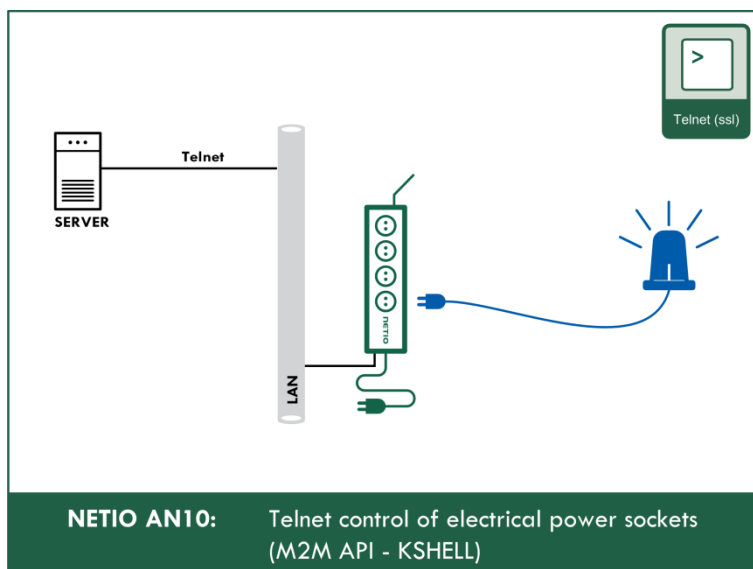 >
Telnet (ssl)
Telnet
SERVER
NETIO
LAN
NETIO AN10: Telnet control of electrical power sockets
(M2M API - KSHELL)